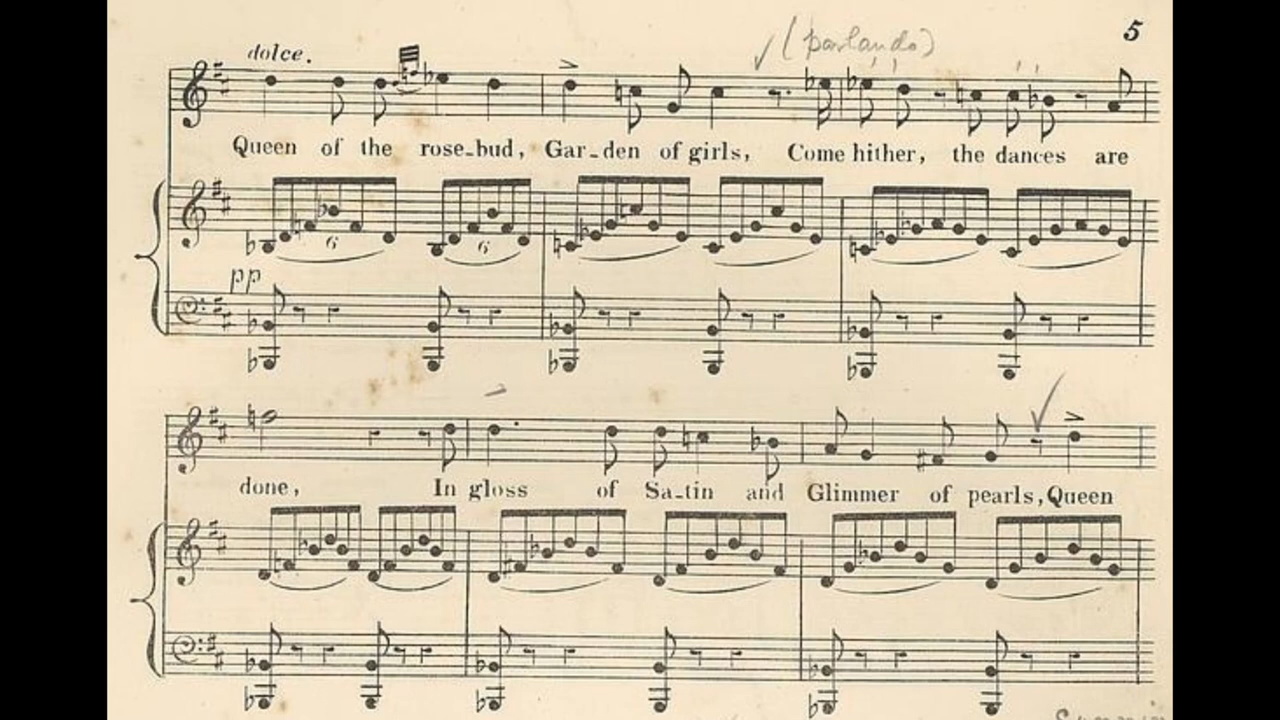 (parlando) 5
dolce.
Queen of the rose-bud, Gar-den of girls, Come hither, the dances are
6 6
pp
done, In gloss of Sa-tin and Glimmer of pearls, Queen